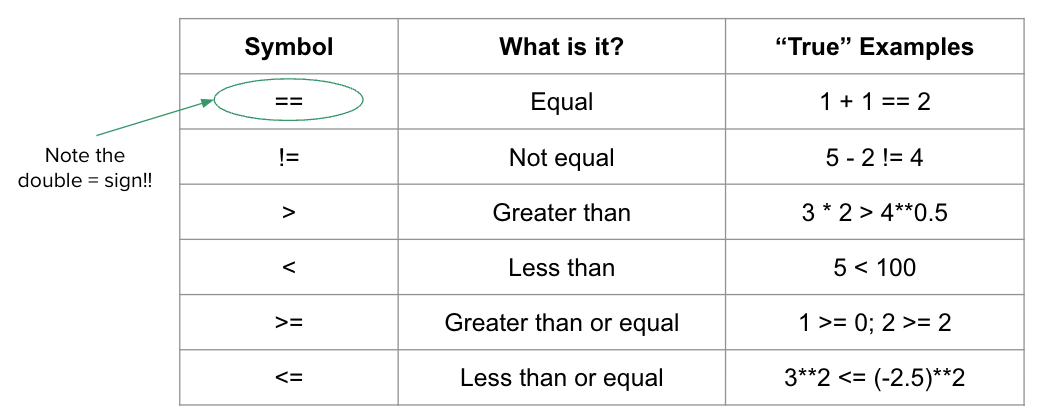 Symbol What is it? “True” Examples
== Equal 1 + 1 == 2
Note the
double = sign!!
!= Not equal 5 - 2 != 4
> Greater than 3 * 2 > 4**0.5
< Less than 5 < 100
>= Greater than or equal 1 >= 0; 2 >= 2
<= Less than or equal 3**2 <= (-2.5)**2